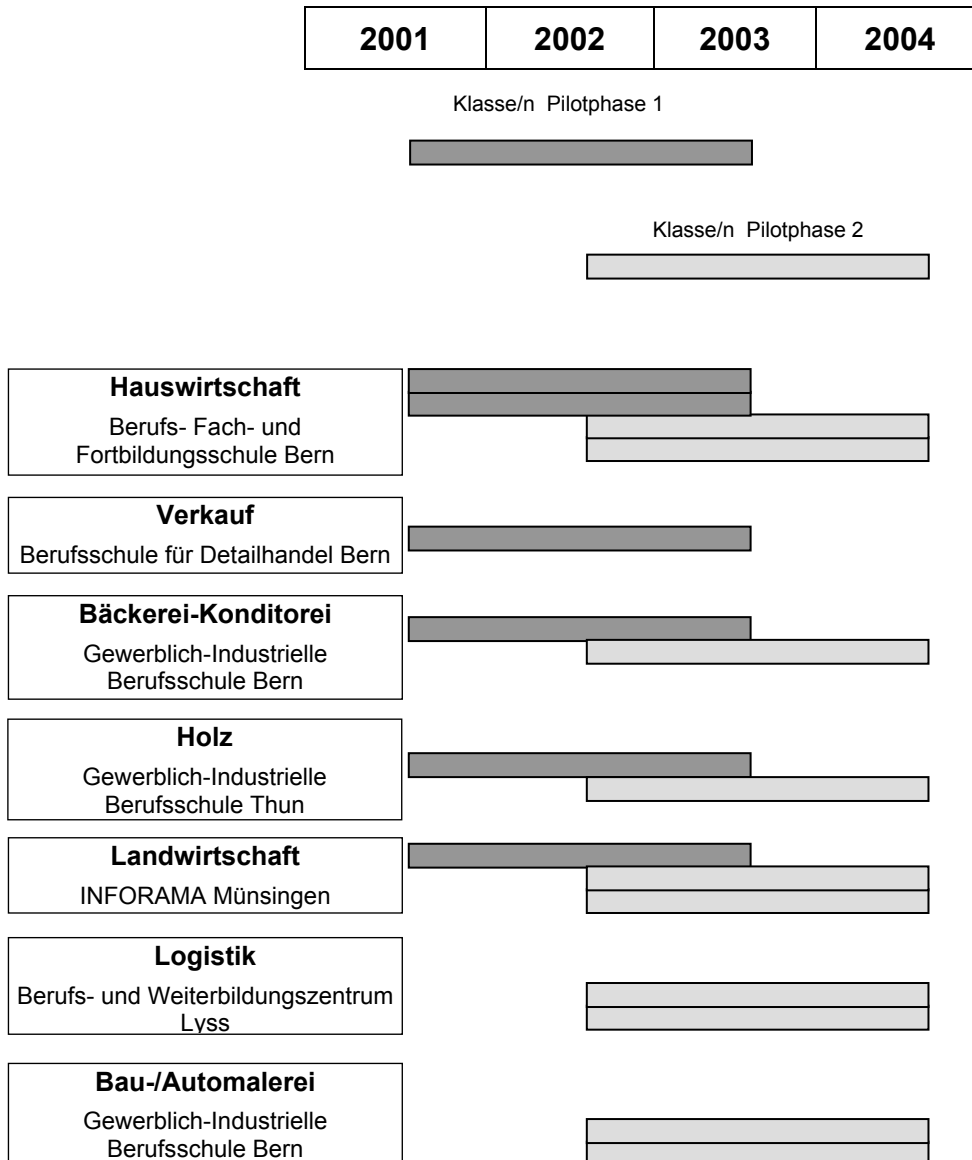 2001 2002 2003 2004
Klasse/n Pilotphase 1
Klasse/n Pilotphase 2
Hauswirtschaft
Berufs- Fach- und
Fortbildungsschule Bern
Verkauf
Berufsschule für Detailhandel Bern
Bäckerei-Konditorei
Gewerblich-Industrielle
Berufsschule Bern
Holz
Gewerblich-Industrielle
Berufsschule Thun
Landwirtschaft
INFORAMA Münsingen
Logistik
Berufs- und Weiterbildungszentrum
Lyss
Bau-/Automalerei
Gewerblich-Industrielle
Berufsschule Bern